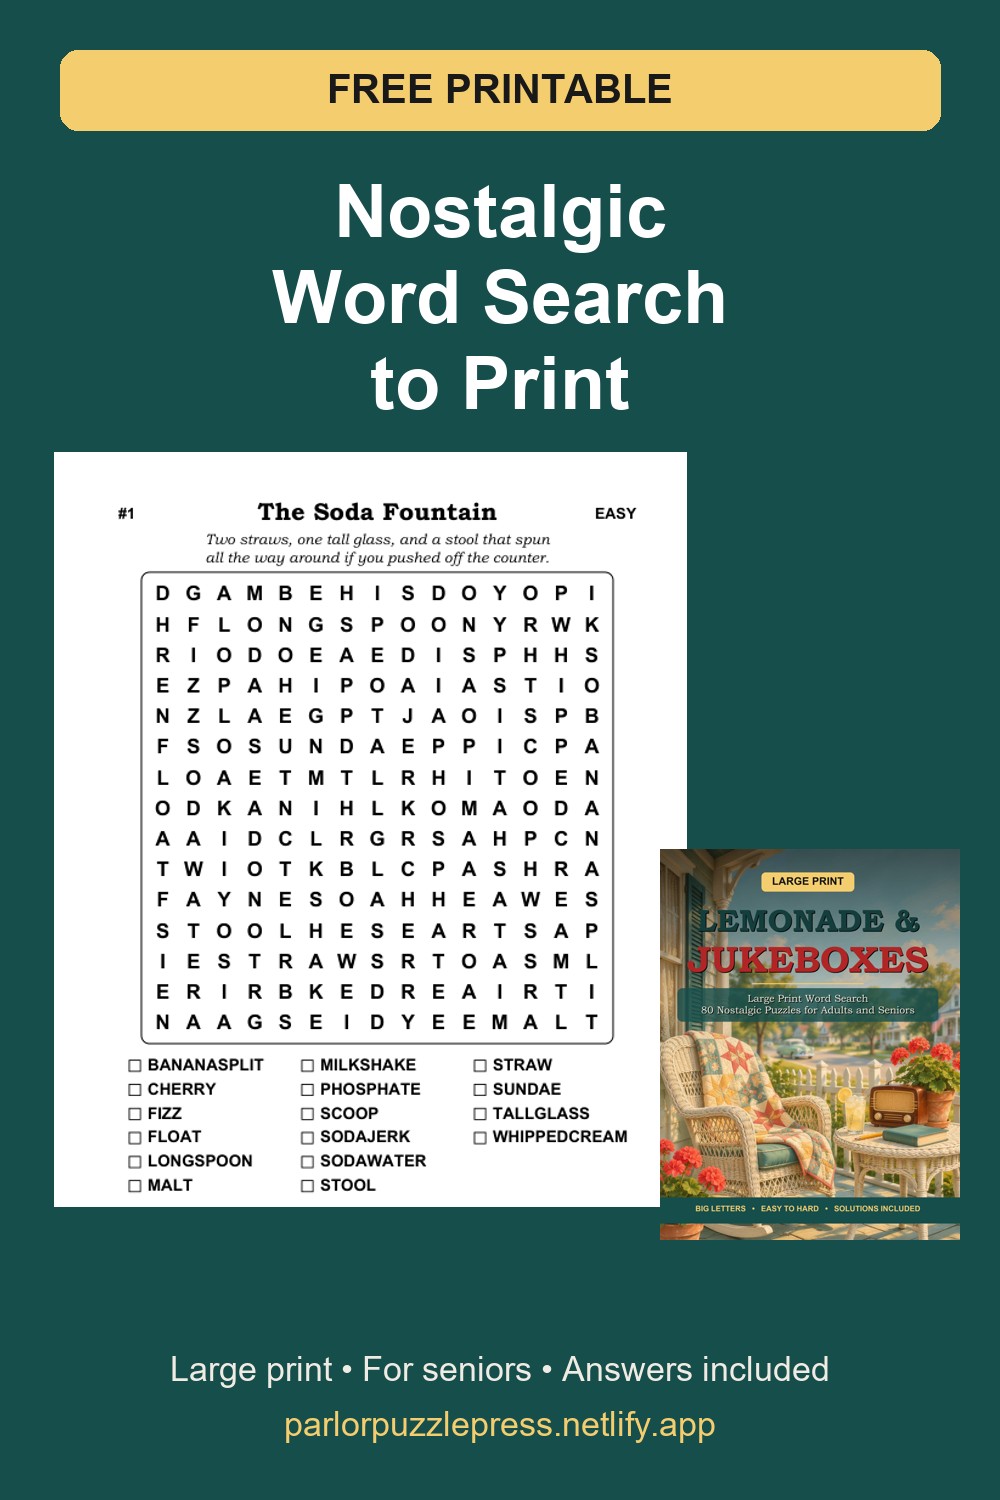 FREE PRINTABLE
Nostalgic
Word Search
to Print
#1 The Soda Fountain EASY
Two straws, one tall glass, and a stool that spun
all the way around if you pushed off the counter.
D G A M B E H I S D O Y O P I
H F L O N G S P O O N Y R W K
R I O D O E A E D I S P H H S
E Z P A H I P O A I A S T I O
N Z L A E G P T J A O I S P B
F S O S U N D A E P P I C P A
L O A E T M T L R H I T O E N
O D K A N I H L K O M A O D A
A A I D C L R G R S A H P C N
T W I O T K B L C P A S H R A
F A Y N E S O A H H E A W E S
S T O O L H E S E A R T S A P
I E S T R A W S R T O A S M L
E R I R B K E D R E A I R T I
N A A G S E I D Y E E M A L T
☐ BANANASPLIT ☐ MILKSHAKE ☐ STRAW
☐ CHERRY ☐ PHOSPHATE ☐ SUNDAE
☐ FIZZ ☐ SCOOP ☐ TALLGLASS
☐ FLOAT ☐ SODAJERK ☐ WHIPPEDCREAM
☐ LONGSPOON ☐ SODAWATER
☐ MALT ☐ STOOL
LARGE PRINT
LEMONADE &
JUKEBOXES
Large Print Word Search
80 Nostalgic Puzzles for Adults and Seniors
BIG LETTERS • EASY TO HARD • SOLUTIONS INCLUDED
Large print • For seniors • Answers included
parlorpuzzlepress.netlify.app